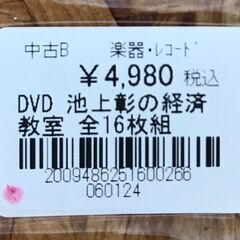 中古B 楽器・ﾚｺｰﾄﾞ
¥4,980 税込
DVD 池上彰の経済
教室 全16枚組
2009486251600266
060124